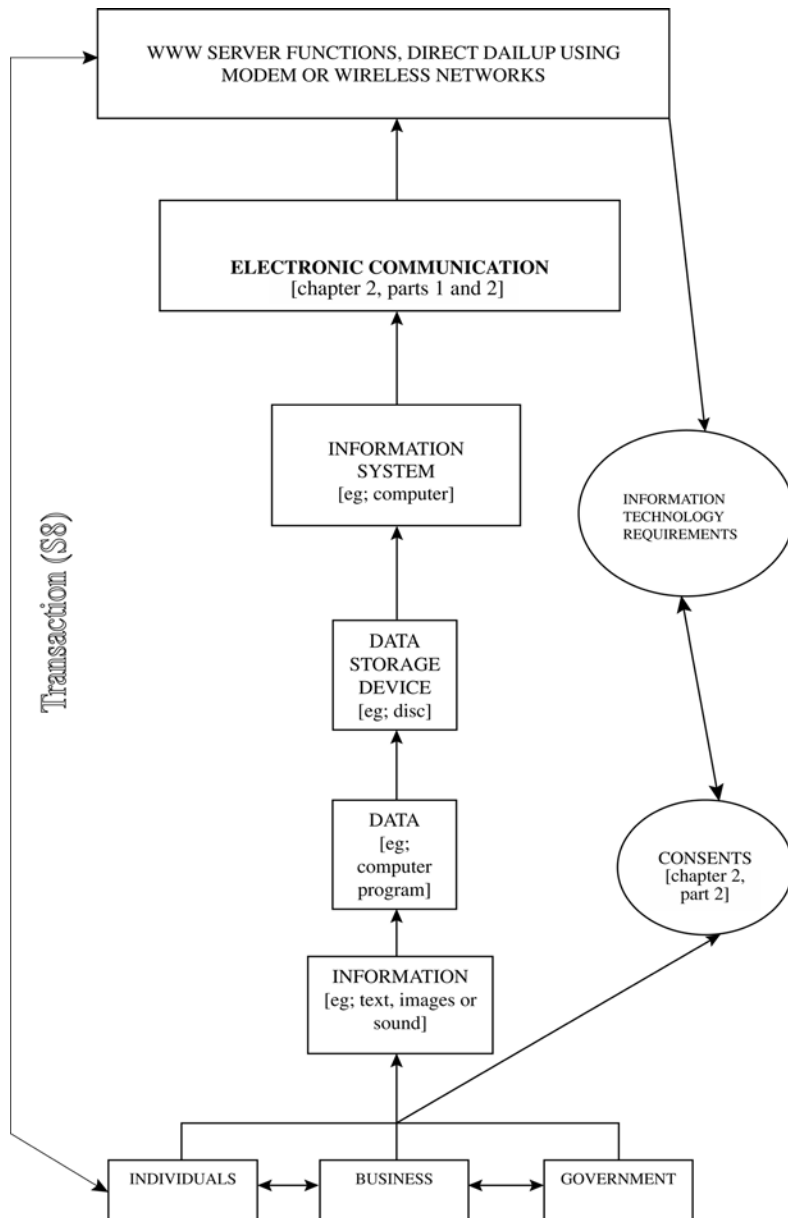 WWW SERVER FUNCTIONS, DIRECT DAILUP USING
MODEM OR WIRELESS NETWORKS
ELECTRONIC COMMUNICATION
[chapter 2, parts 1 and 2]
INFORMATION
SYSTEM
[eg; computer]
INFORMATION
TECHNOLOGY
REQUIREMENTS
Transaction (S8)
DATA
STORAGE
DEVICE
[eg; disc]
DATA
[eg;
computer
program]
CONSENTS
[chapter 2,
part 2]
INFORMATION
[eg; text, images or
sound]
INDIVIDUALS
BUSINESS
GOVERNMENT